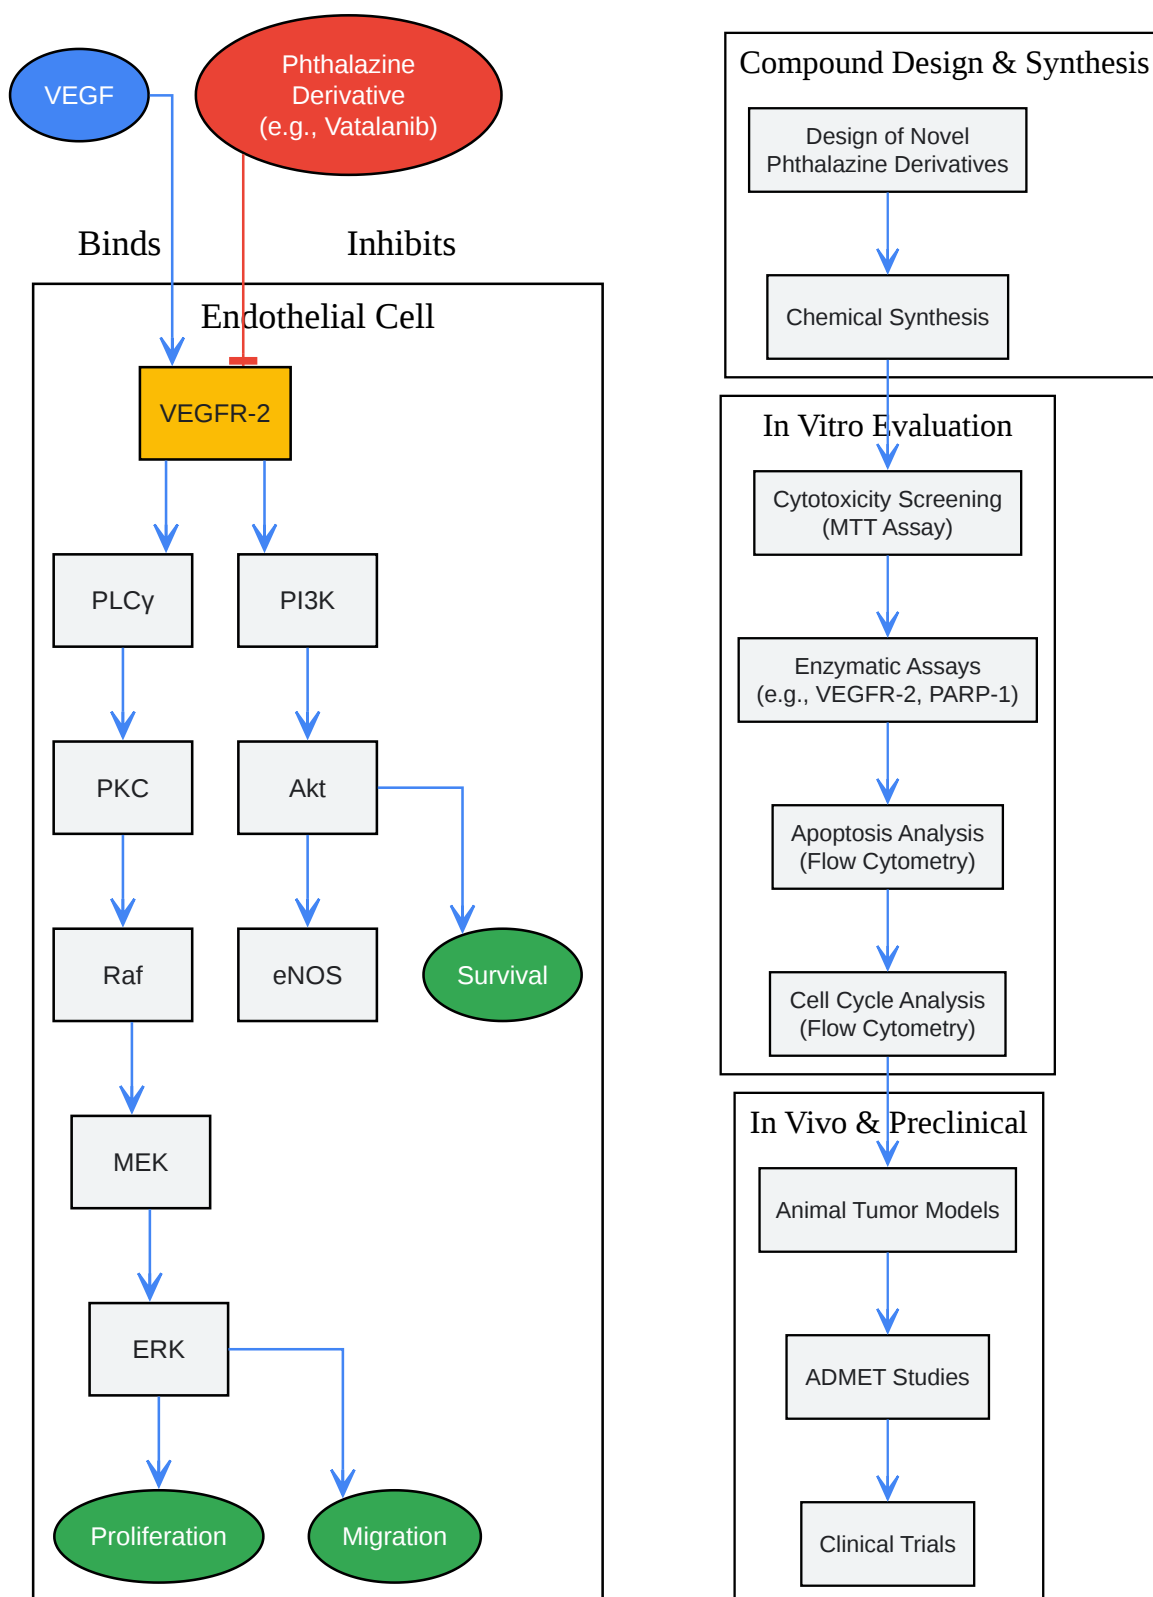 VEGF
Phthalazine
Derivative
(e.g., Vatalanib)
Binds
Inhibits
Endothelial Cell
VEGFR-2
PLCγ
PI3K
PKC
Akt
Raf
eNOS
Survival
MEK
ERK
Proliferation
Migration
Compound Design & Synthesis
Design of Novel
Phthalazine Derivatives
Chemical Synthesis
In Vitro Evaluation
Cytotoxicity Screening
(MTT Assay)
Enzymatic Assays
(e.g., VEGFR-2, PARP-1)
Apoptosis Analysis
(Flow Cytometry)
Cell Cycle Analysis
(Flow Cytometry)
In Vivo & Preclinical
Animal Tumor Models
ADMET Studies
Clinical Trials